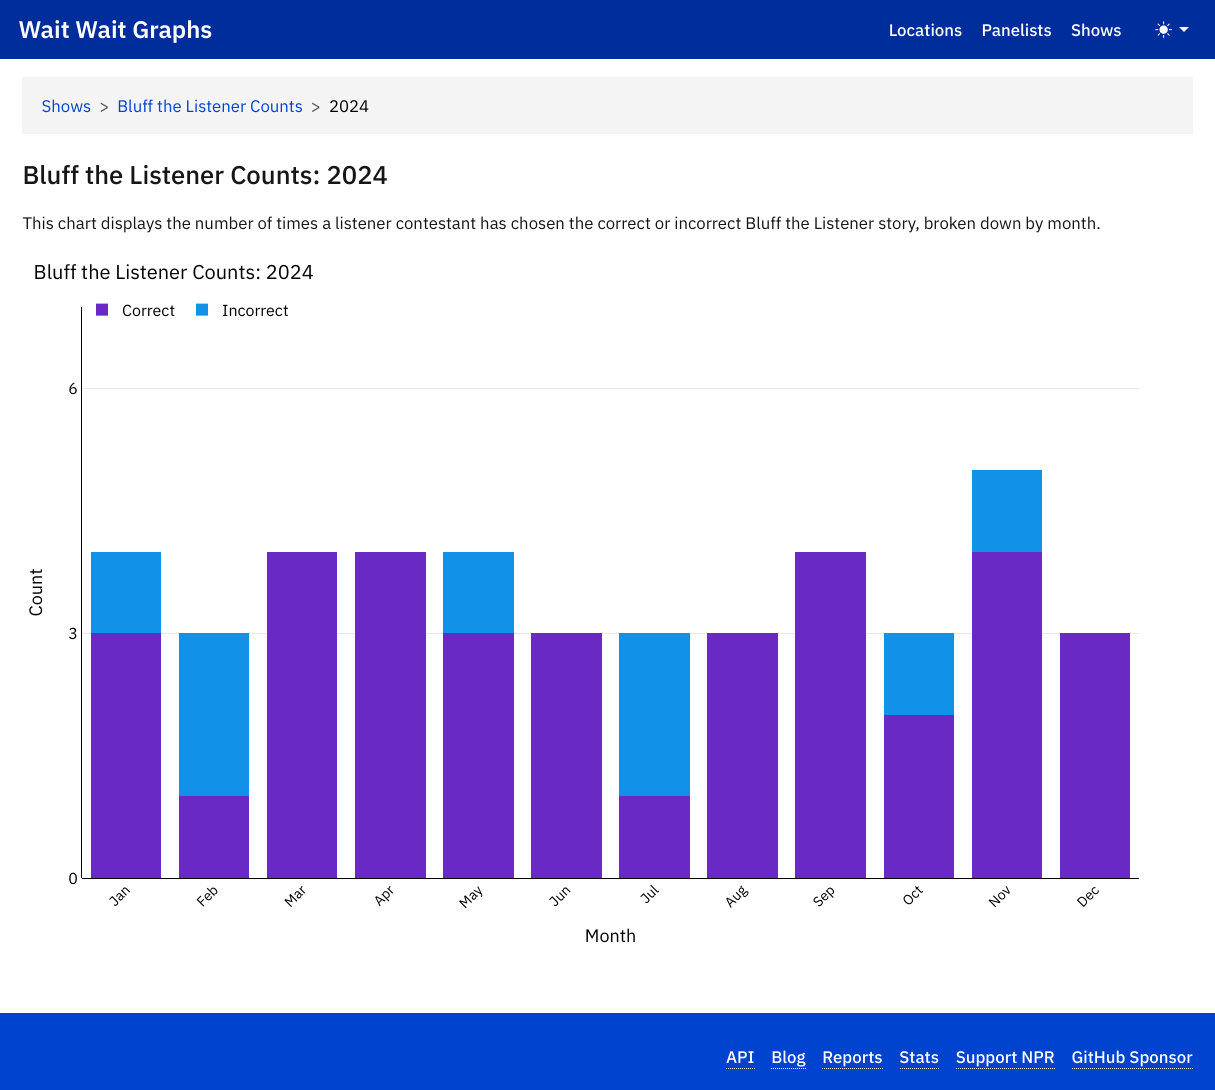 Wait Wait Graphs Locations Panelists Shows
Shows > Bluff the Listener Counts > 2024
Bluff the Listener Counts: 2024
This chart displays the number of times a listener contestant has chosen the correct or incorrect Bluff the Listener story, broken down by month.
Bluff the Listener Counts: 2024
Correct Incorrect
6
Count
3
0
Jan Feb Mar Apr May Jun Jul Aug Sep Oct Nov Dec
Month
API Blog Reports Stats Support NPR GitHub Sponsor